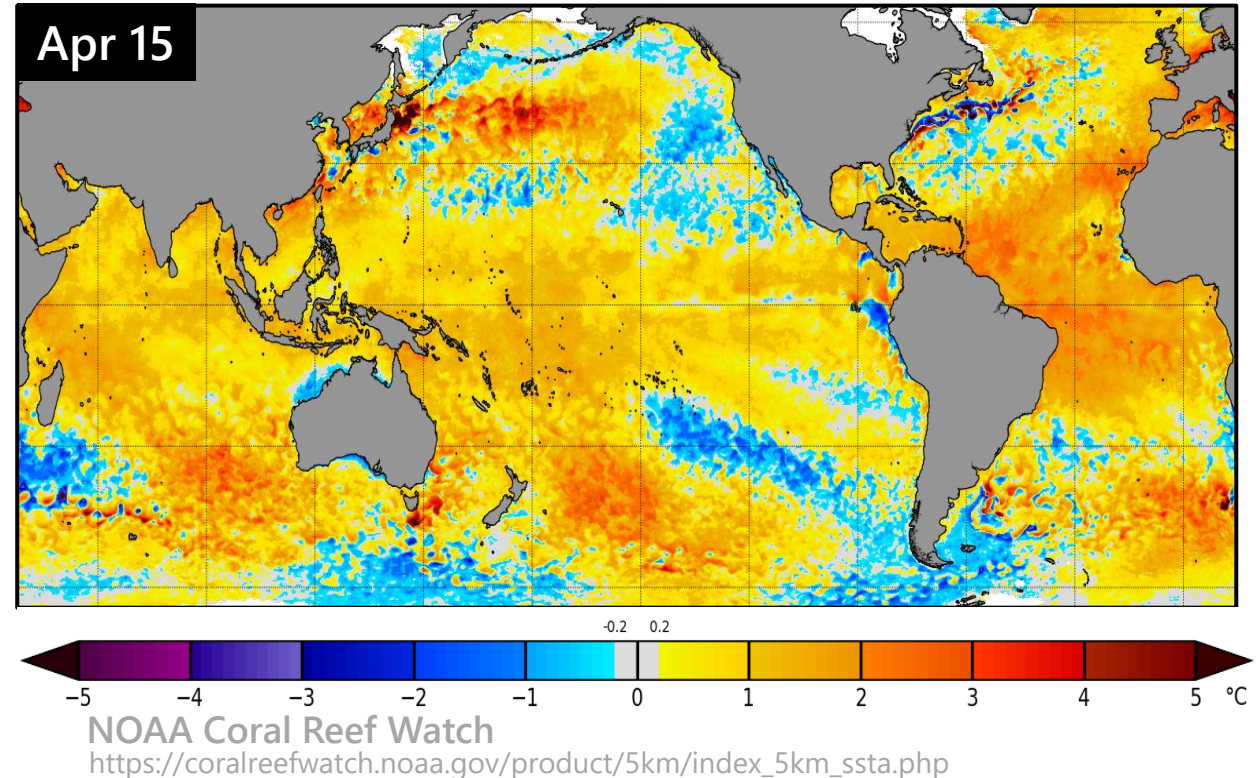 Apr 15
-0.2 0.2
−5 −4 −3 −2 −1 0 1 2 3 4 5 °C
NOAA Coral Reef Watch
https://coralreefwatch.noaa.gov/product/5km/index_5km_ssta.php